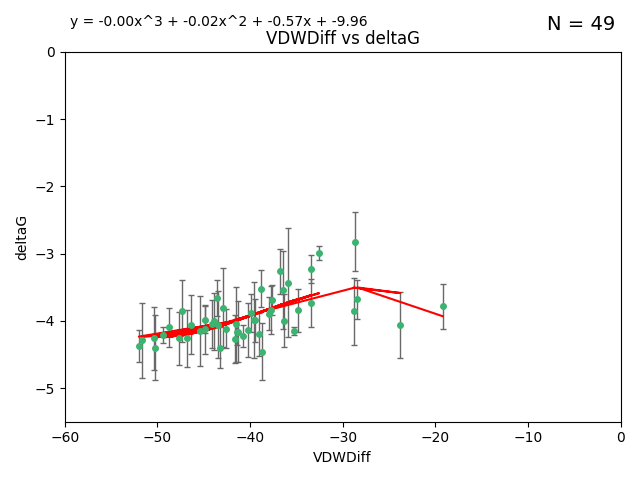 y = -0.00x^3 + -0.02x^2 + -0.57x + -9.96
N = 49
VDWDiff vs deltaG
0
−1
−2
−3
−4
−5
deltaG
−60 −50 −40 −30 −20 −10 0
VDWDiff